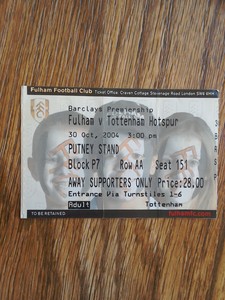 Fulham Football Club Ticket Office: Craven Cottage Stevenage Road London SW6 6HH
Barclays Premiership
Fulham v Tottenham Hotspur
30 Oct, 2004 3:00 pm
PUTNEY STAND
Block P7 Row AA Seat 151
AWAY SUPPORTERS ONLY Price:28.00
Entrance Via Turnstiles 1-6
Adult Tottenham
TO BE RETAINED